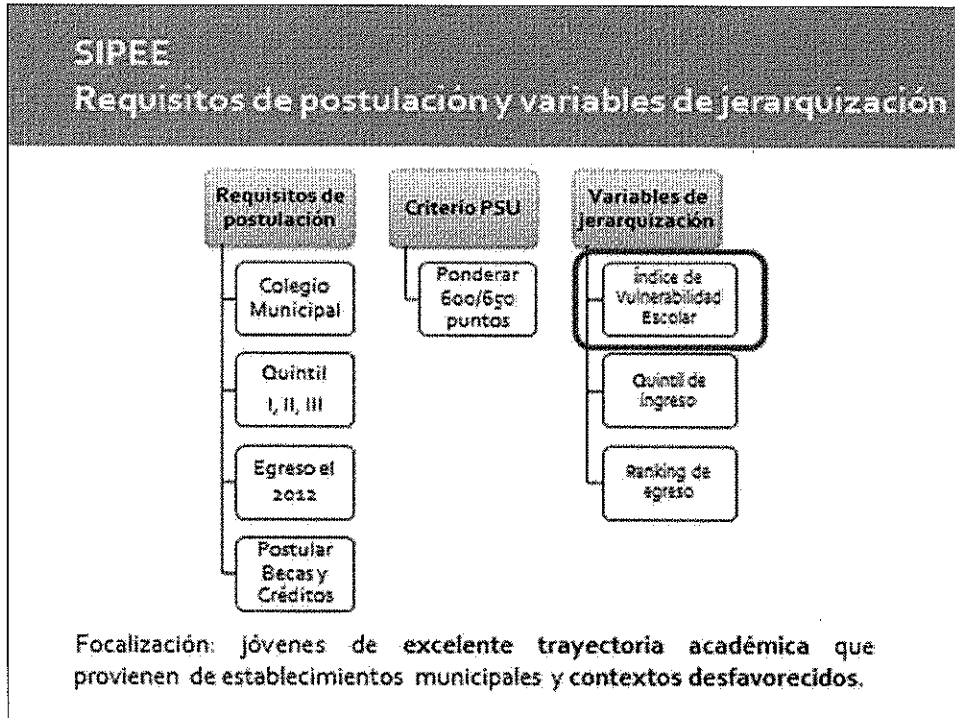 SIPEE
Requisitos de postulación y variables de jerarquización
Requisitos de
postulación
Colegio
Municipal
Quintil
I, II, III
Egreso el
2012
Postular
Becas y
Créditos
Criterio PSU
Ponderar
600/650
puntos
Variables de
jerarquización
Índice de
Vulnerabilidad
Escolar
Quintil de
ingreso
Ranking de
egreso
Focalización: jóvenes de excelente trayectoria académica que
provienen de establecimientos municipales y contextos desfavorecidos.